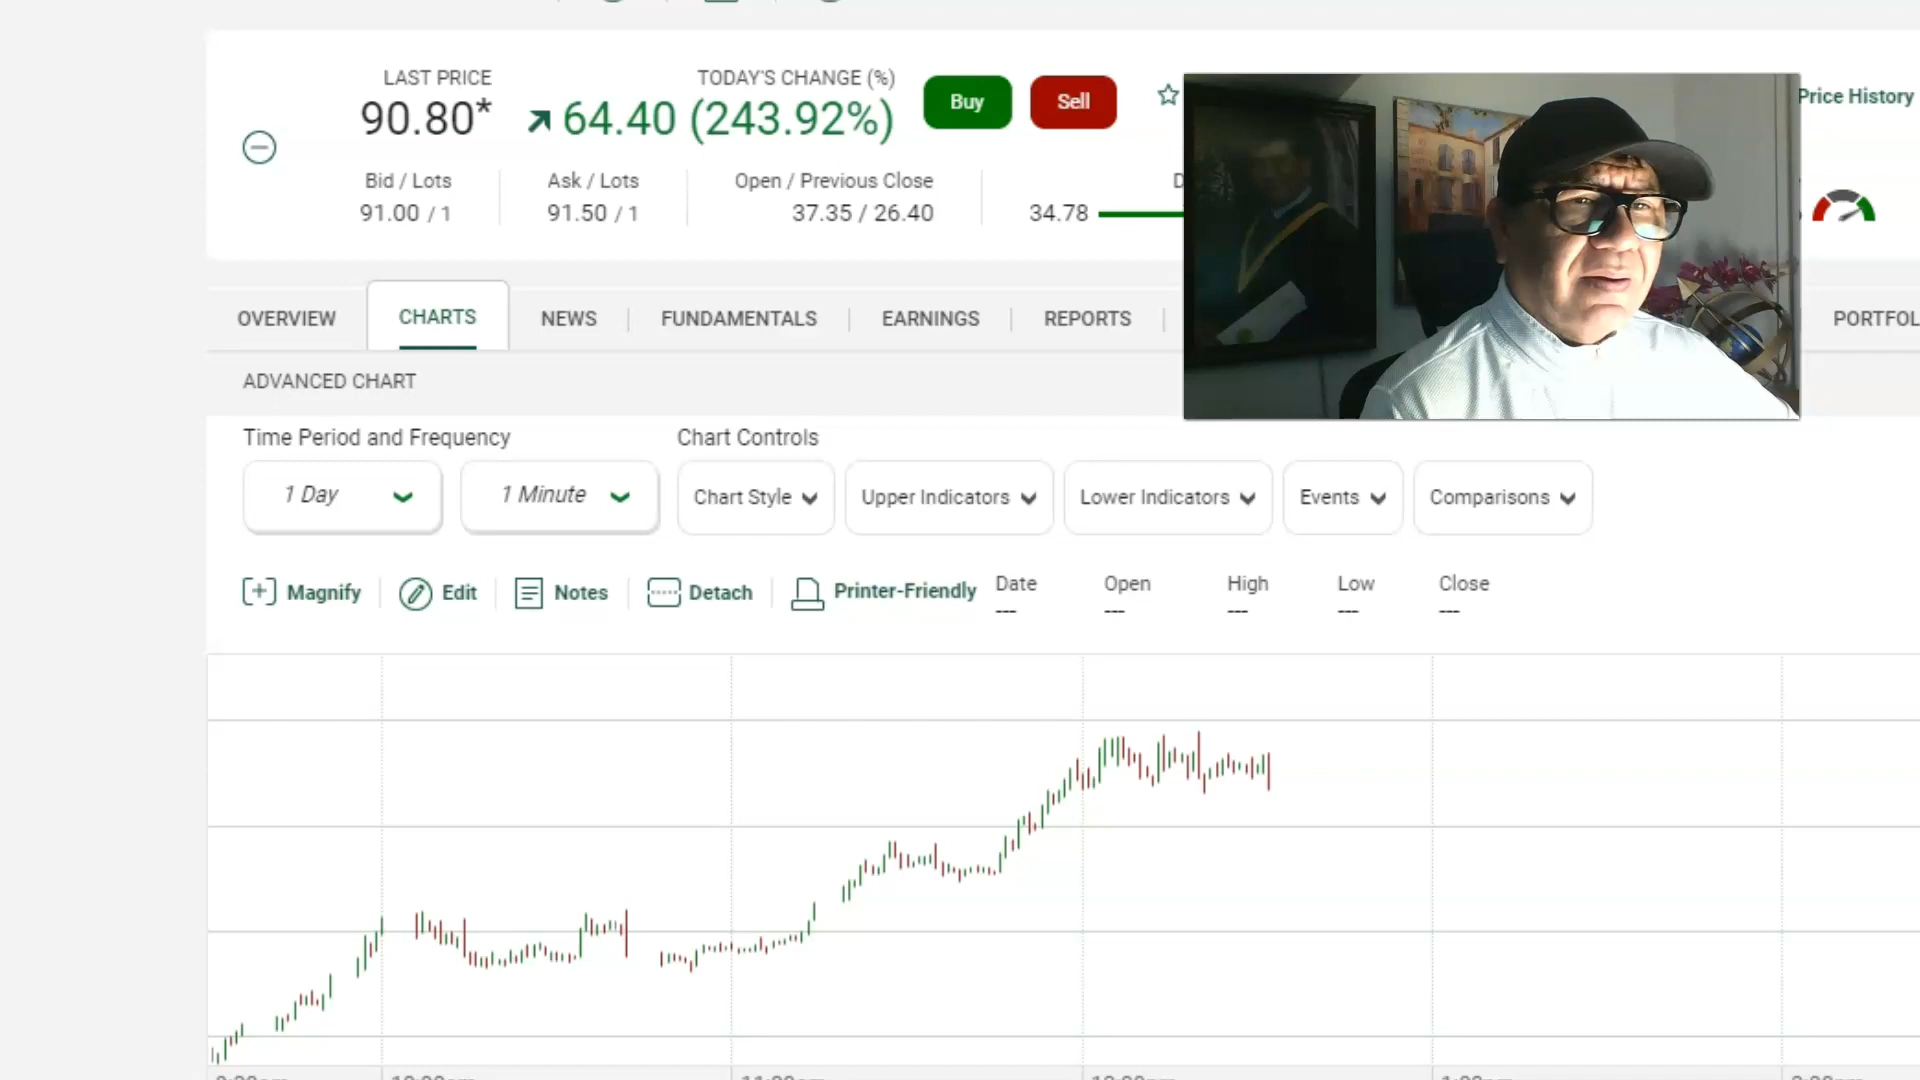 LAST PRICE
TODAY'S CHANGE (%)
90.80*
64.40 (243.92%)
Buy
Sell
Price History
Bid / Lots
Ask / Lots
Open / Previous Close
91.00 / 1
91.50 / 1
37.35 / 26.40
34.78
OVERVIEW
CHARTS
NEWS
FUNDAMENTALS
EARNINGS
REPORTS
PORTFOL
ADVANCED CHART
Time Period and Frequency
Chart Controls
1 Day
1 Minute
Chart Style
Upper Indicators
Lower Indicators
Events
Comparisons
Magnify
Edit
Notes
Detach
Printer-Friendly
Date
Open
High
Low
Close
---
---
---
---
---